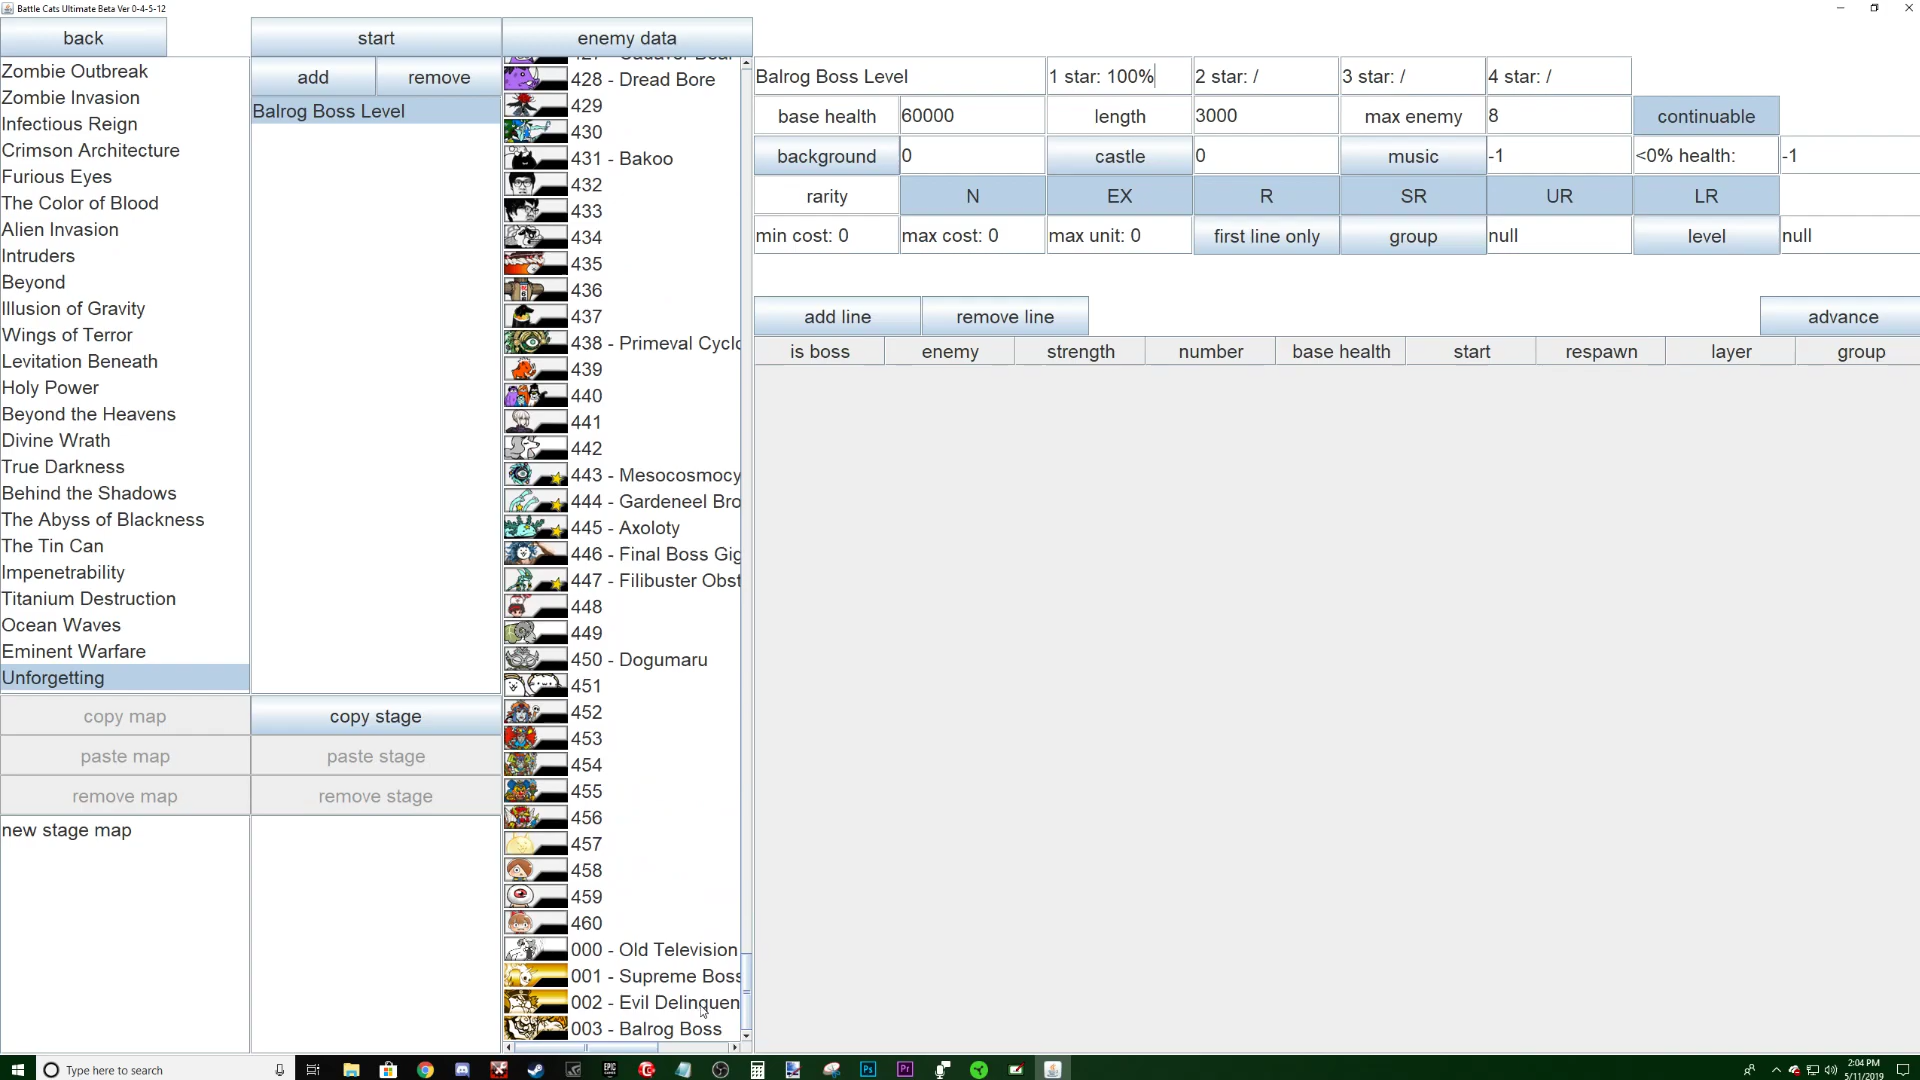 Battle Cats Ultimate Beta Ver 0-4-5-12
back
start
enemy data
Zombie Outbreak
Zombie Invasion
Infectious Reign
Crimson Architecture
Furious Eyes
The Color of Blood
Alien Invasion
Intruders
Beyond
Illusion of Gravity
Wings of Terror
Levitation Beneath
Holy Power
Beyond the Heavens
Divine Wrath
True Darkness
Behind the Shadows
The Abyss of Blackness
The Tin Can
Impenetrability
Titanium Destruction
Ocean Waves
Eminent Warfare
Unforgetting
copy map
paste map
remove map
new stage map
add remove
Balrog Boss Level
copy stage
paste stage
remove stage
428 - Dread Bore
429
430
431 - Bakoo
432
433
434
435
436
437
438 - Primeval Cyclo
439
440
441
442
443 - Mesocosmocy
444 - Gardeneel Bro
445 - Axoloty
446 - Final Boss Gig
447 - Filibuster Obst
448
449
450 - Dogumaru
451
452
453
454
455
456
457
458
459
460
000 - Old Television
001 - Supreme Boss
002 - Evil Delinquen
003 - Balrog Boss
Balrog Boss Level 1 star: 100% 2 star: / 3 star: / 4 star: /
base health 60000 length 3000 max enemy 8 continuable
background 0 castle 0 music -1 <0% health: -1
rarity N EX R SR UR LR
min cost: 0 max cost: 0 max unit: 0 first line only group null level null
add line remove line advance
is boss enemy strength number base health start respawn layer group
Type here to search
2:04 PM
5/11/2019